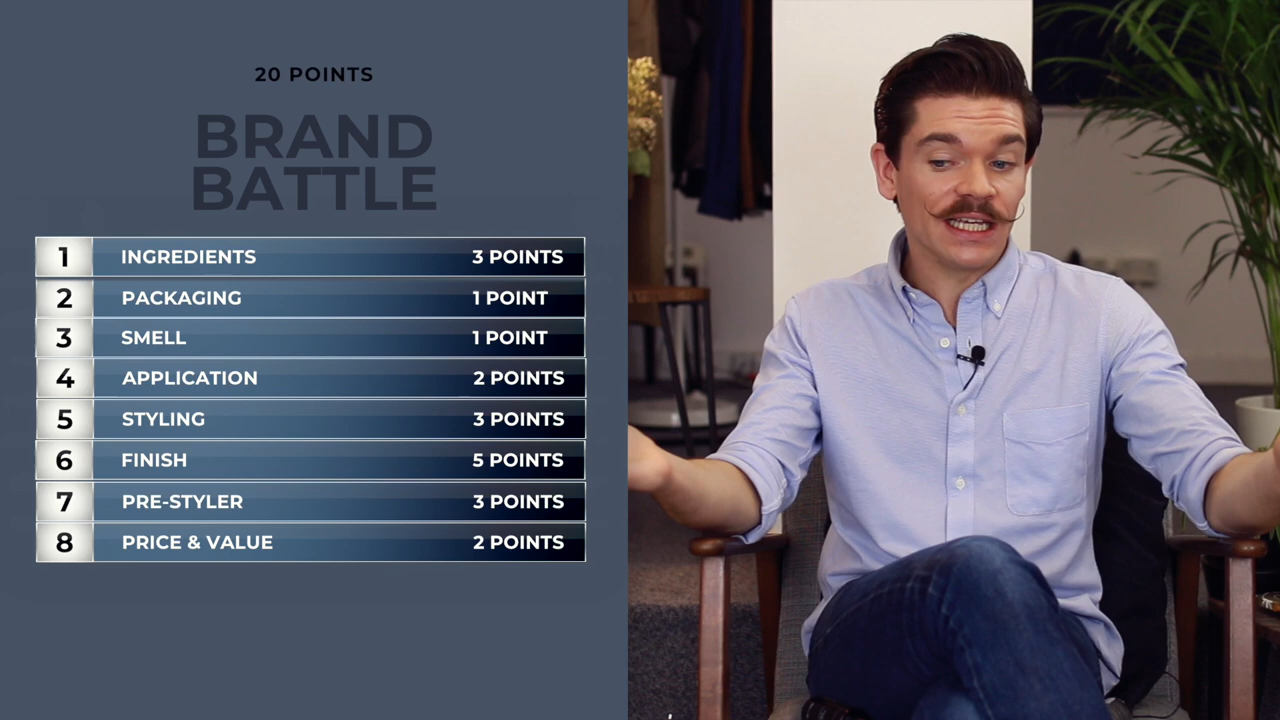 20 POINTS
BRAND
BATTLE
1 INGREDIENTS 3 POINTS
2 PACKAGING 1 POINT
3 SMELL 1 POINT
4 APPLICATION 2 POINTS
5 STYLING 3 POINTS
6 FINISH 5 POINTS
7 PRE-STYLER 3 POINTS
8 PRICE & VALUE 2 POINTS